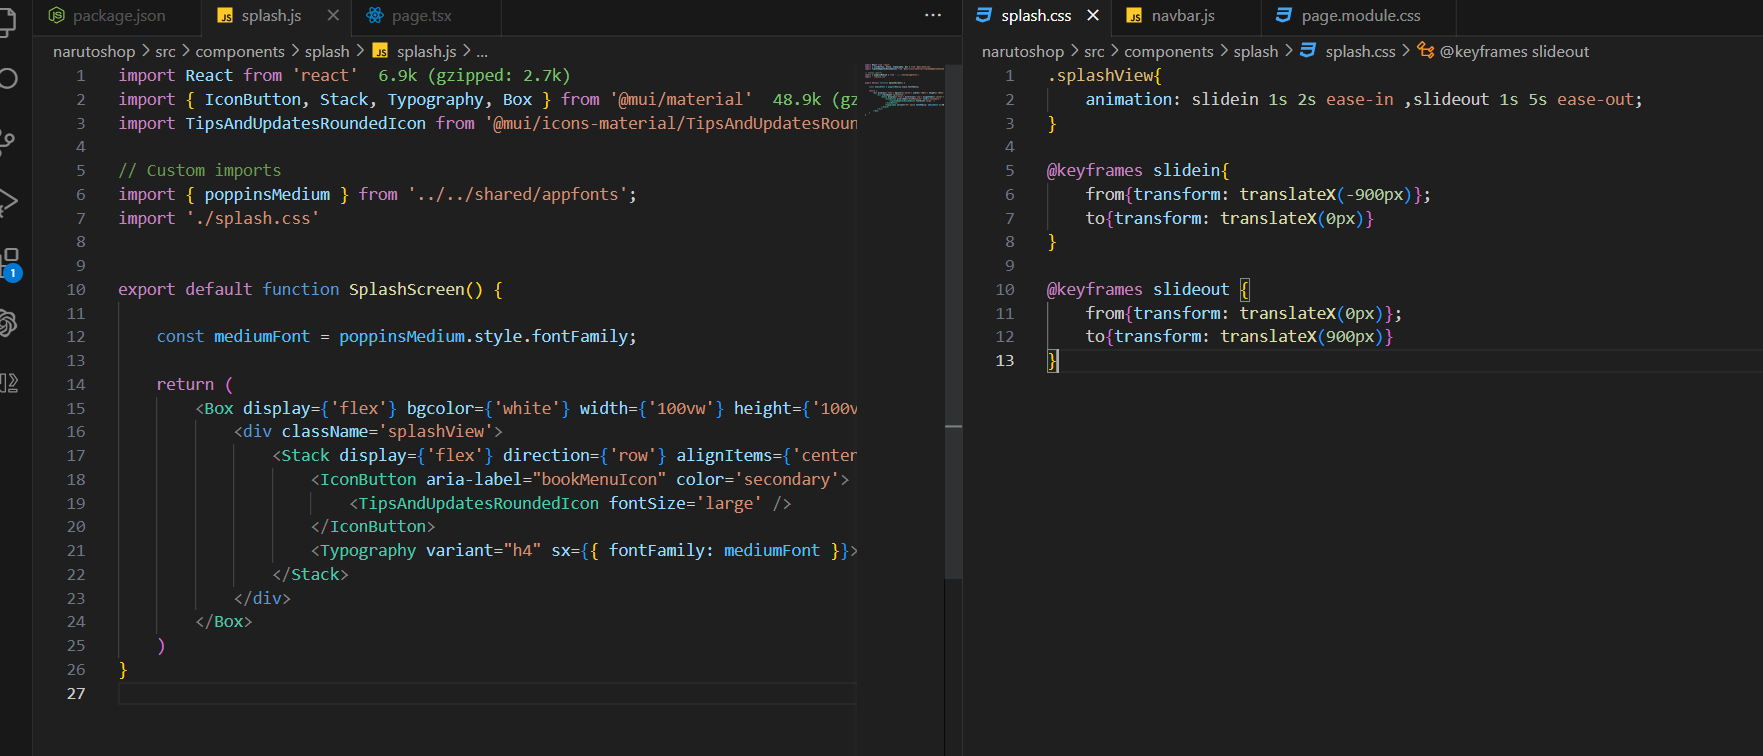 package.json
JS splash.js
page.tsx
narutoshop > src > components > splash > JS splash.js > ...
1 import React from 'react' 6.9k (gzipped: 2.7k)
2 import { IconButton, Stack, Typography, Box } from '@mui/material' 48.9k (gz
3 import TipsAndUpdatesRoundedIcon from '@mui/icons-material/TipsAndUpdatesRoun
4
5 // Custom imports
6 import { poppinsMedium } from '../../shared/appfonts';
7 import './splash.css'
8
9
10 export default function SplashScreen() {
11
12 const mediumFont = poppinsMedium.style.fontFamily;
13
14 return (
15 <Box display={'flex'} bgcolor={'white'} width={'100vw'} height={'100v
16 <div className='splashView'>
17 <Stack display={'flex'} direction={'row'} alignItems={'center
18 <IconButton aria-label="bookMenuIcon" color='secondary'>
19 <TipsAndUpdatesRoundedIcon fontSize='large' />
20 </IconButton>
21 <Typography variant="h4" sx={{ fontFamily: mediumFont }}>
22 </Stack>
23 </div>
24 </Box>
25 )
26 }
27
1
splash.css
JS navbar.js
page.module.css
narutoshop > src > components > splash > splash.css > @keyframes slideout
1 .splashView{
2 animation: slidein 1s 2s ease-in ,slideout 1s 5s ease-out;
3 }
4
5 @keyframes slidein{
6 from{transform: translateX(-900px)};
7 to{transform: translateX(0px)}
8 }
9
10 @keyframes slideout {
11 from{transform: translateX(0px)};
12 to{transform: translateX(900px)}
13 }